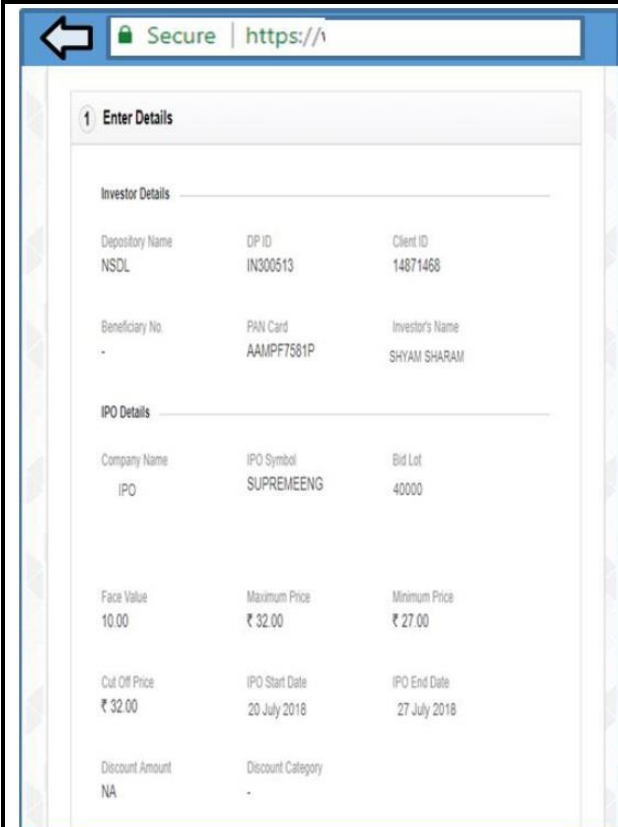 Secure | https://
1 Enter Details
Investor Details
Depository Name DP ID Client ID
NSDL IN300513 14871468
Beneficiary No. PAN Card Investor's Name
- AAMPF7581P SHYAM SHARAM
IPO Details
Company Name IPO Symbol Bid Lot
IPO SUPREMEENG 40000
Face Value Maximum Price Minimum Price
10.00 ₹ 32.00 ₹ 27.00
Cut Off Price IPO Start Date IPO End Date
₹ 32.00 20 July 2018 27 July 2018
Discount Amount Discount Category
NA -